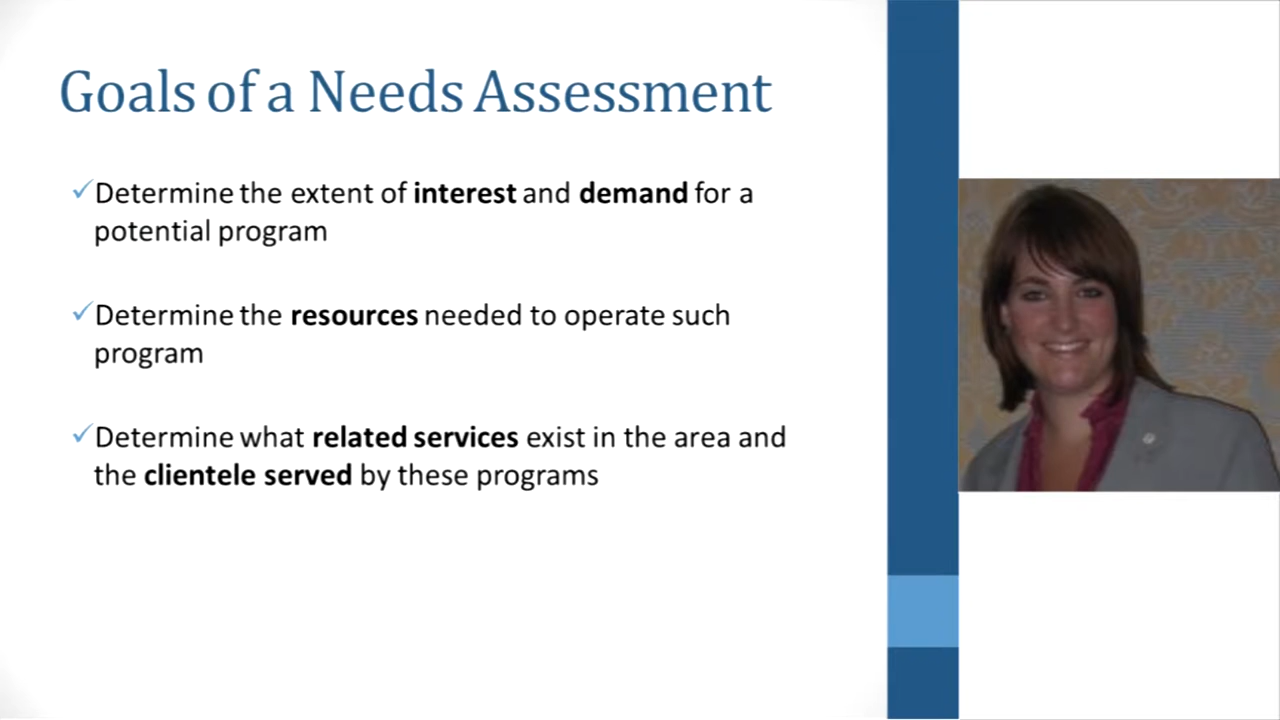 Goals of a Needs Assessment
✓Determine the extent of interest and demand for a
potential program
✓Determine the resources needed to operate such
program
✓Determine what related services exist in the area and
the clientele served by these programs